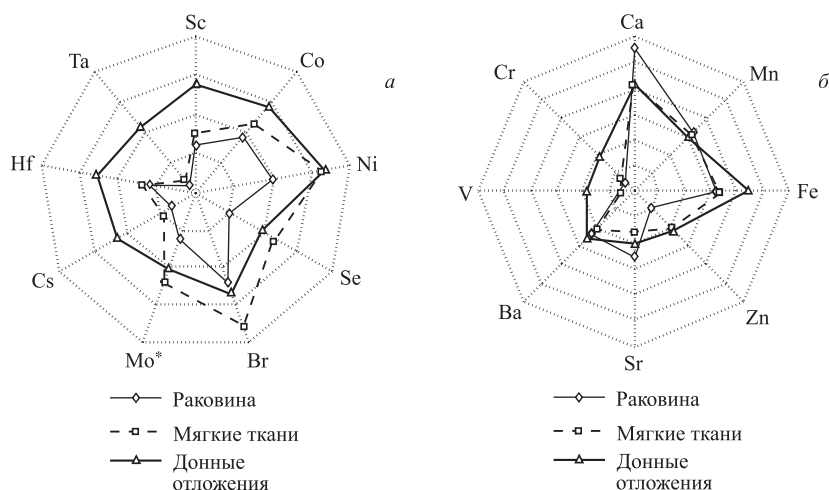 Sc
Co
Ni
Se
Br
Mo*
Cs
Hf
Ta
а
Раковина
Мягкие ткани
Донные
отложения
Ca
Mn
Fe
Zn
Sr
Ba
V
Cr
б
Раковина
Мягкие ткани
Донные
отложения